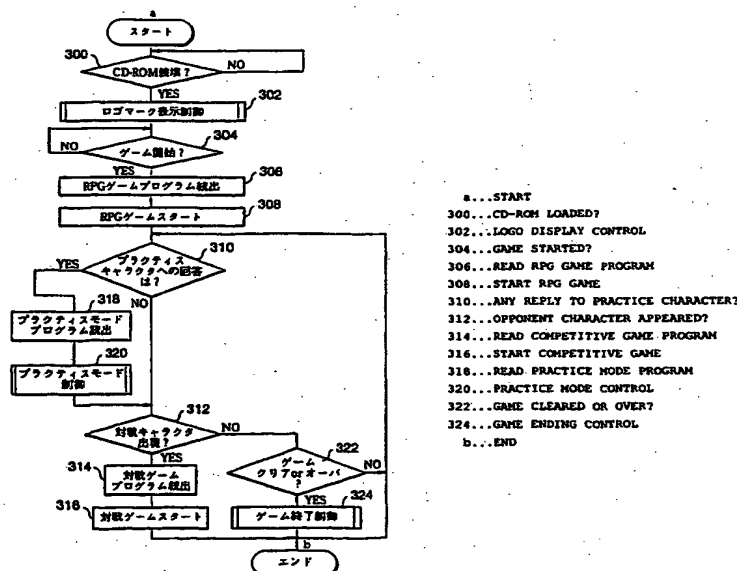 a
スタート
300
CD-ROM装填?
NO
YES
ロゴマーク表示制御
302
304
NO
ゲーム開始?
YES
306
RPGゲームプログラム読出
308
RPGゲームスタート
310
YES
プラクティス
キャラクタへの回答
は?
318
NO
プラクティスモード
プログラム読出
320
プラクティスモード
制御
312
対戦キャラクタ
出現?
NO
YES
322
314
対戦ゲーム
プログラム読出
ゲーム
クリアorオーバ
?
NO
YES
324
316
対戦ゲームスタート
ゲーム終了制御
b
エンド
a...START
300...CD-ROM LOADED?
302...LOGO DISPLAY CONTROL
304...GAME STARTED?
306...READ RPG GAME PROGRAM
308...START RPG GAME
310...ANY REPLY TO PRACTICE CHARACTER?
312...OPPONENT CHARACTER APPEARED?
314...READ COMPETITIVE GAME PROGRAM
316...START COMPETITIVE GAME
318...READ PRACTICE MODE PROGRAM
320...PRACTICE MODE CONTROL
322...GAME CLEARED OR OVER?
324...GAME ENDING CONTROL
b...END